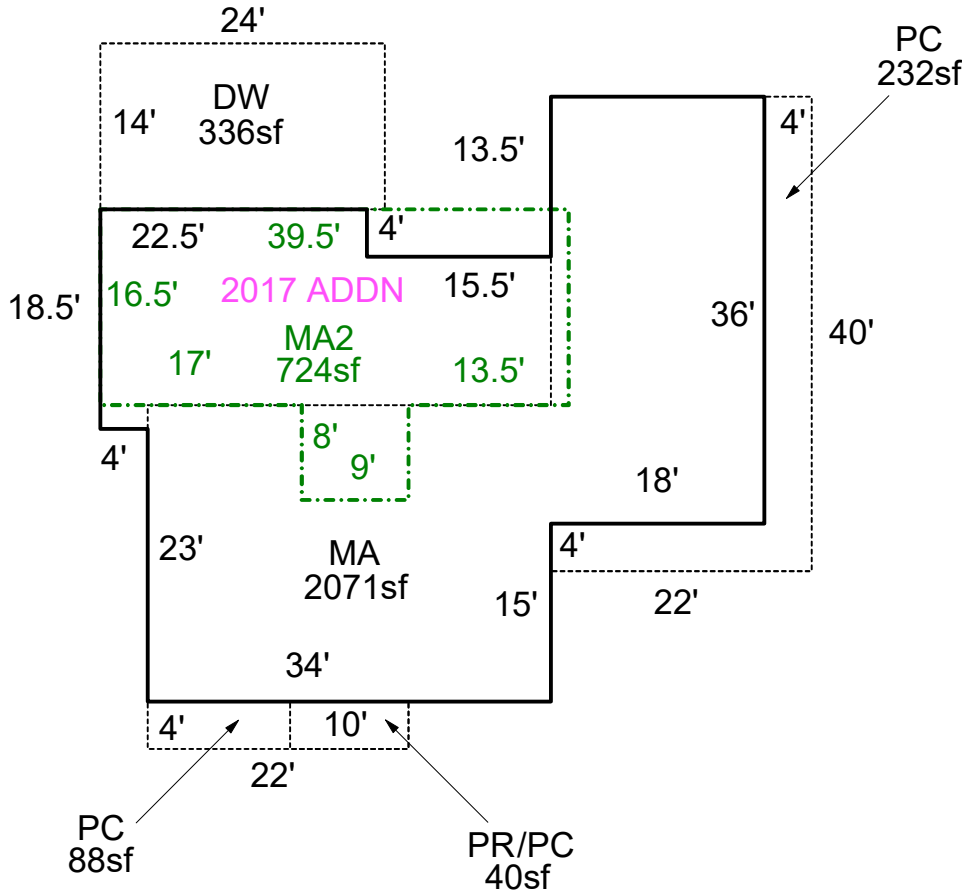 24'
PC
232sf
DW
336sf
14'
4'
13.5'
4'
22.5'
39.5'
18.5'
16.5'
2017 ADDN
15.5'
36'
40'
MA2
724sf
17'
13.5'
8'
9'
4'
18'
23'
MA
2071sf
4'
15'
22'
34'
4'
10'
22'
PC
88sf
PR/PC
40sf